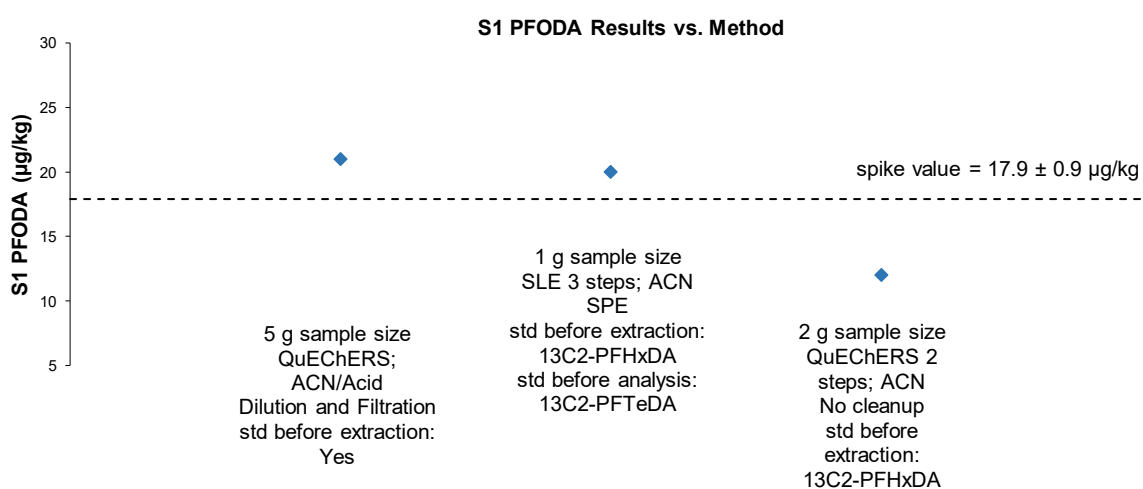 S1 PFODA Results vs. Method
S1 PFODA (µg/kg)
30
25
20
15
10
5
spike value = 17.9 ± 0.9 µg/kg
5 g sample size
QuEChERS;
ACN/Acid
Dilution and Filtration
std before extraction:
Yes
1 g sample size
SLE 3 steps; ACN
SPE
std before extraction:
13C2-PFHxDA
std before analysis:
13C2-PFTeDA
2 g sample size
QuEChERS 2
steps; ACN
No cleanup
std before
extraction:
13C2-PFHxDA